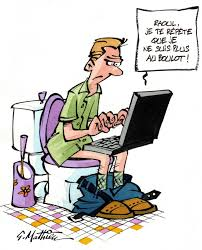 RAOUL,
JE TE RÉPÈTE
QUE JE
NE SUIS PLUS
AU BOULOT !
G. Mathieu